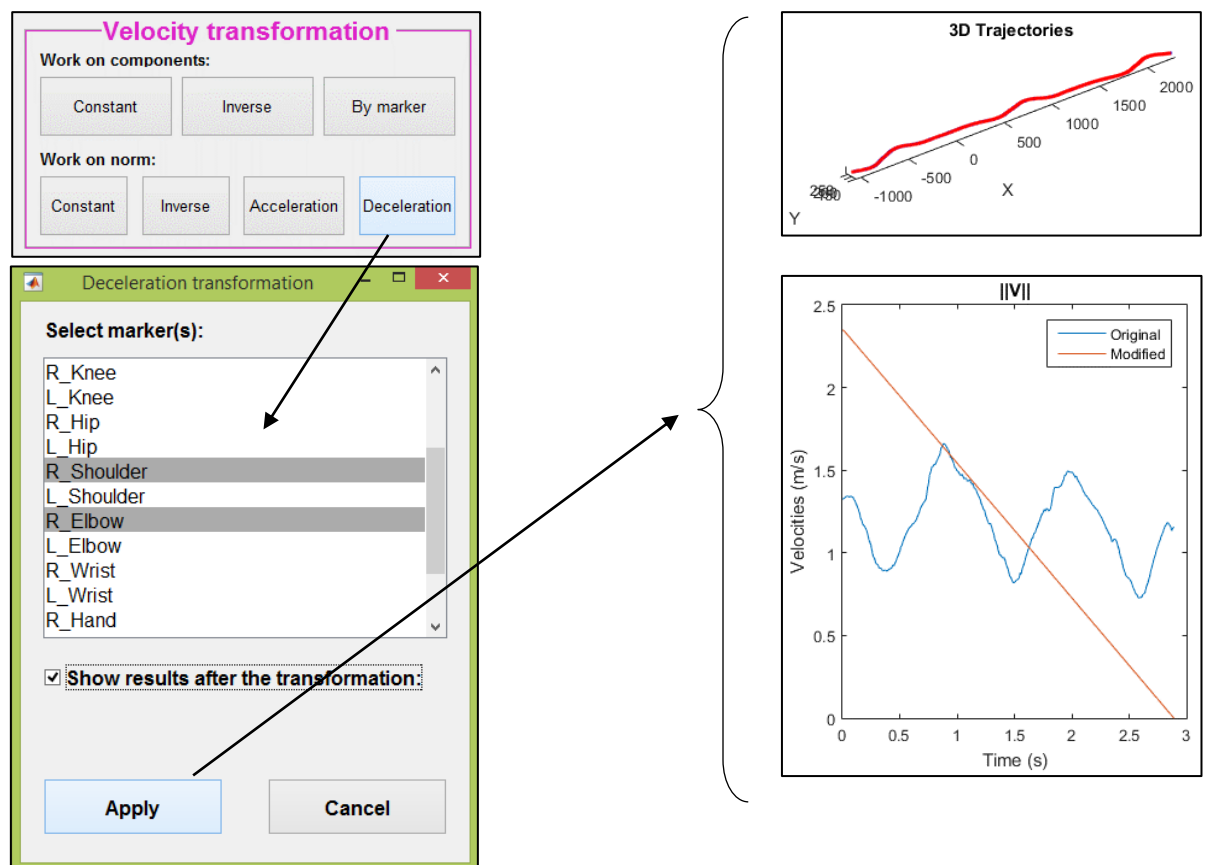 Velocity transformation
Work on components:
Constant Inverse By marker
Work on norm:
Constant Inverse Acceleration Deceleration
Deceleration transformation
Select marker(s):
R_Knee
L_Knee
R_Hip
L_Hip
R_Shoulder
L_Shoulder
R_Elbow
L_Elbow
R_Wrist
L_Wrist
R_Hand
Show results after the transformation:
Apply Cancel
3D Trajectories
2000
1500
1000
500
0
-500
-1000
X
Y
||V||
2.5
Original
Modified
2
1.5
1
0.5
0
Velocities (m/s)
0 0.5 1 1.5 2 2.5 3
Time (s)